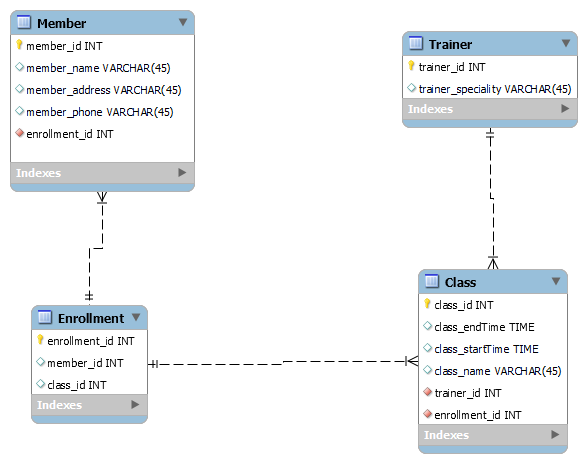 Member
member_id INT
member_name VARCHAR(45)
member_address VARCHAR(45)
member_phone VARCHAR(45)
enrollment_id INT
Indexes
Trainer
trainer_id INT
trainer_speciality VARCHAR(45)
Indexes
Enrollment
enrollment_id INT
member_id INT
class_id INT
Indexes
Class
class_id INT
class_endTime TIME
class_startTime TIME
class_name VARCHAR(45)
trainer_id INT
enrollment_id INT
Indexes